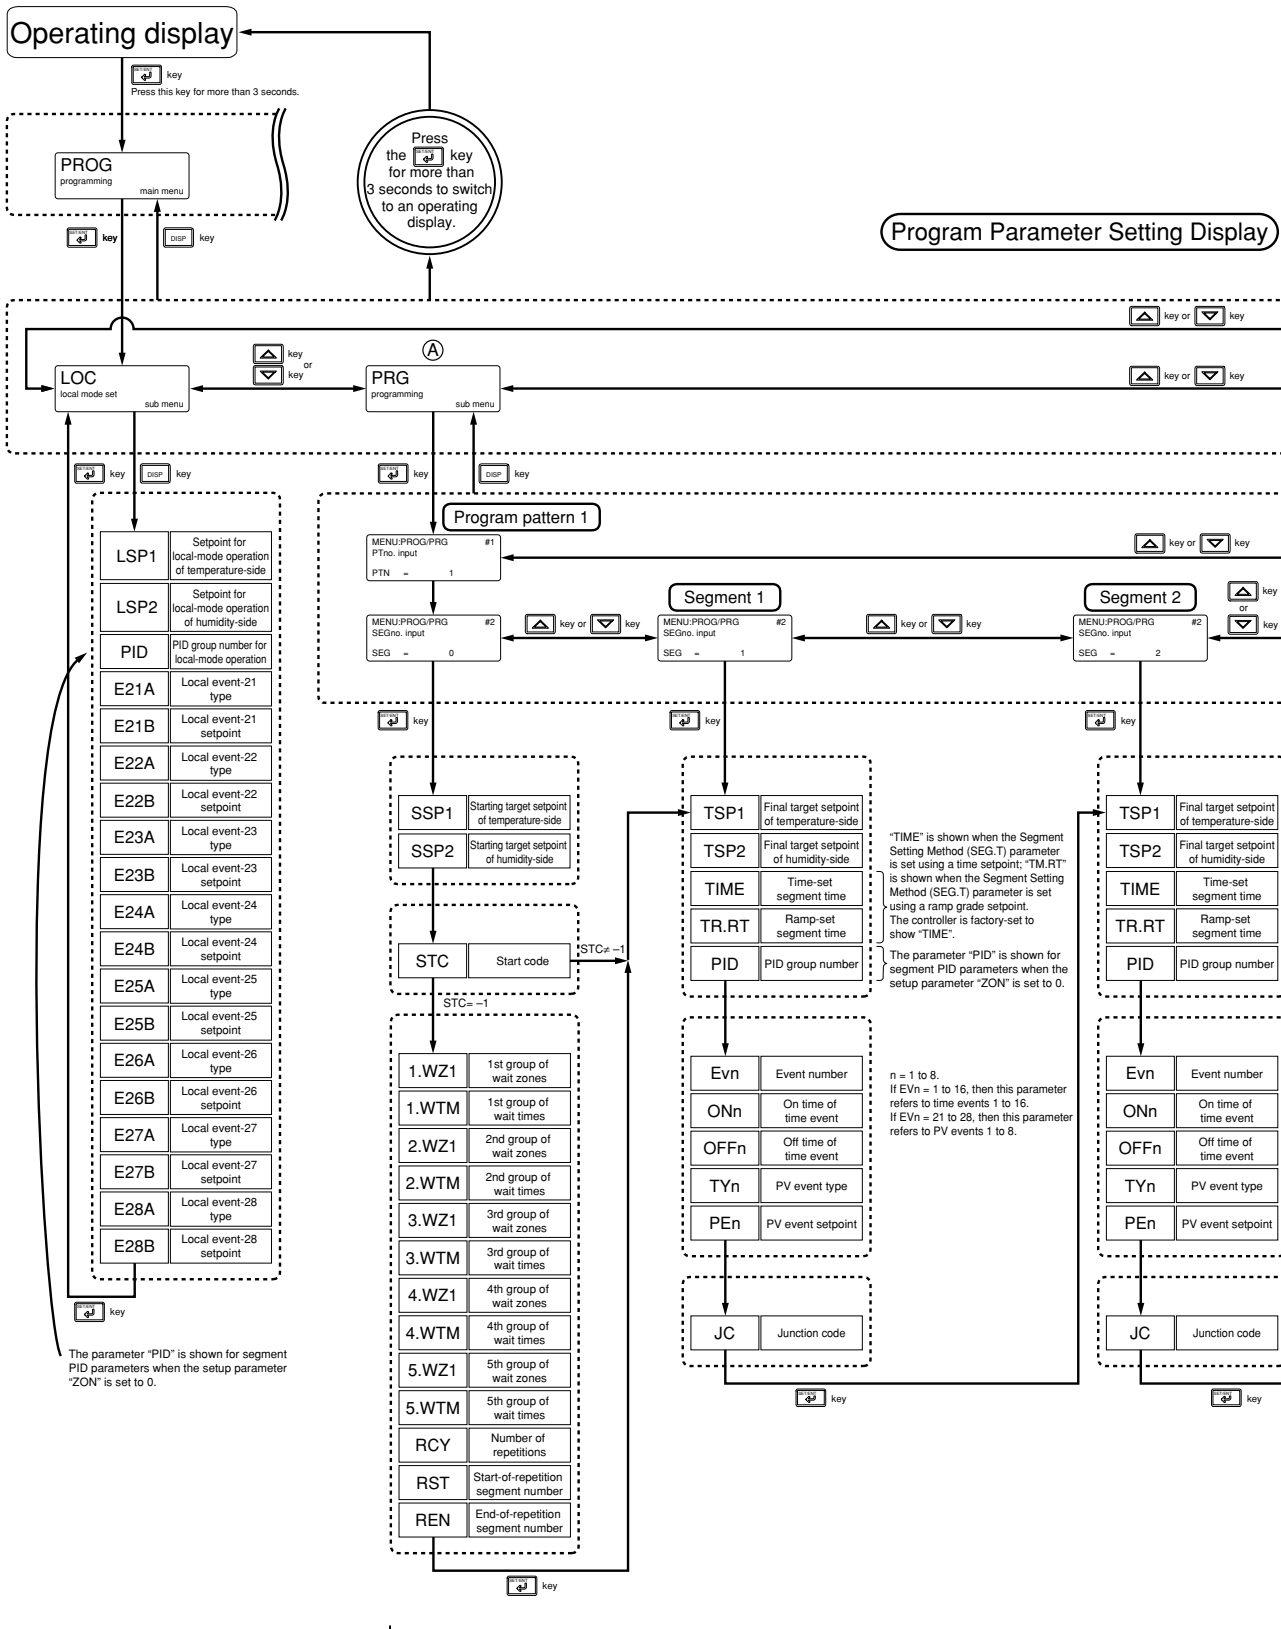 Operating display
SET/ENT key
Press this key for more than 3 seconds.
PROG
programming
main menu
SET/ENT key
DISP key
Press
the SET/ENT key
for more than
3 seconds to switch
to an operating
display.
Program Parameter Setting Display
key or key
LOC
local mode set
sub menu
key
or
key
A
PRG
programming
sub menu
key or key
SET/ENT key
DISP key
SET/ENT key
DISP key
LSP1 Setpoint for
local-mode operation
of temperature-side
LSP2 Setpoint for
local-mode operation
of humidity-side
PID PID group number for
local-mode operation
E21A Local event-21
type
E21B Local event-21
setpoint
E22A Local event-22
type
E22B Local event-22
setpoint
E23A Local event-23
type
E23B Local event-23
setpoint
E24A Local event-24
type
E24B Local event-24
setpoint
E25A Local event-25
type
E25B Local event-25
setpoint
E26A Local event-26
type
E26B Local event-26
setpoint
E27A Local event-27
type
E27B Local event-27
setpoint
E28A Local event-28
type
E28B Local event-28
setpoint
SET/ENT key
The parameter “PID” is shown for segment
PID parameters when the setup parameter
“ZON” is set to 0.
Program pattern 1
MENU:PROG/PRG #1
PTno. input
PTN = 1
key or key
MENU:PROG/PRG #2
SEGno. input
SEG = 0
key or key
Segment 1
MENU:PROG/PRG #2
SEGno. input
SEG = 1
key or key
Segment 2
MENU:PROG/PRG #2
SEGno. input
SEG = 2
key
or
key
SET/ENT key
SET/ENT key
SET/ENT key
SSP1 Starting target setpoint
of temperature-side
SSP2 Starting target setpoint
of humidity-side
STC Start code
STC≠ –1
STC= –1
1.WZ1 1st group of
wait zones
1.WTM 1st group of
wait times
2.WZ1 2nd group of
wait zones
2.WTM 2nd group of
wait times
3.WZ1 3rd group of
wait zones
3.WTM 3rd group of
wait times
4.WZ1 4th group of
wait zones
4.WTM 4th group of
wait times
5.WZ1 5th group of
wait zones
5.WTM 5th group of
wait times
RCY Number of
repetitions
RST Start-of-repetition
segment number
REN End-of-repetition
segment number
SET/ENT key
TSP1 Final target setpoint
of temperature-side
TSP2 Final target setpoint
of humidity-side
TIME Time-set
segment time
TR.RT Ramp-set
segment time
PID PID group number
“TIME” is shown when the Segment
Setting Method (SEG.T) parameter
is set using a time setpoint; “TM.RT”
is shown when the Segment Setting
Method (SEG.T) parameter is set
using a ramp grade setpoint.
The controller is factory-set to
show “TIME”.
The parameter “PID” is shown for
segment PID parameters when the
setup parameter “ZON” is set to 0.
Evn Event number
ONn On time of
time event
OFFn Off time of
time event
TYn PV event type
PEn PV event setpoint
n = 1 to 8.
If EVn = 1 to 16, then this parameter
refers to time events 1 to 16.
If EVn = 21 to 28, then this parameter
refers to PV events 1 to 8.
JC Junction code
SET/ENT key
TSP1 Final target setpoint
of temperature-side
TSP2 Final target setpoint
of humidity-side
TIME Time-set
segment time
TR.RT Ramp-set
segment time
PID PID group number
Evn Event number
ONn On time of
time event
OFFn Off time of
time event
TYn PV event type
PEn PV event setpoint
JC Junction code
SET/ENT key